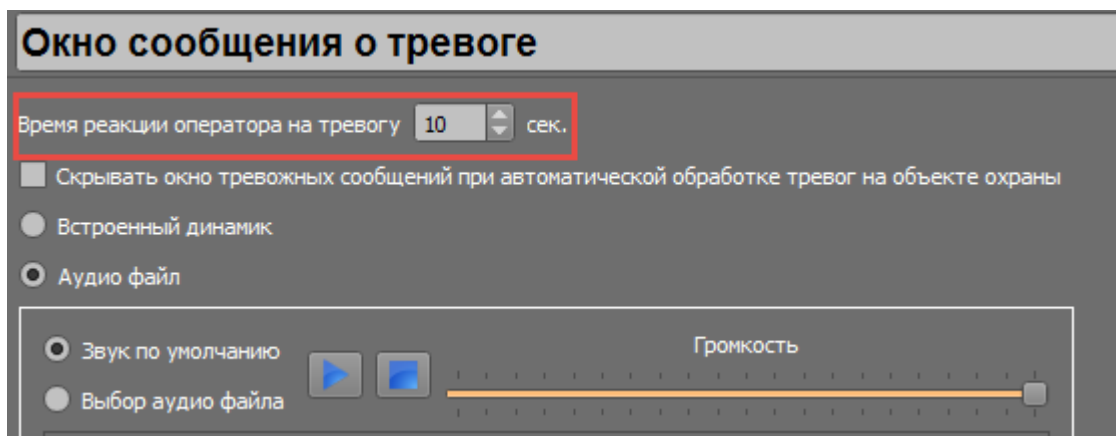 Окно сообщения о тревоге
Время реакции оператора на тревогу 10 сек.
Скрывать окно тревожных сообщений при автоматической обработке тревог на объекте охраны
Встроенный динамик
Аудио файл
Звук по умолчанию
Громкость
Выбор аудио файла